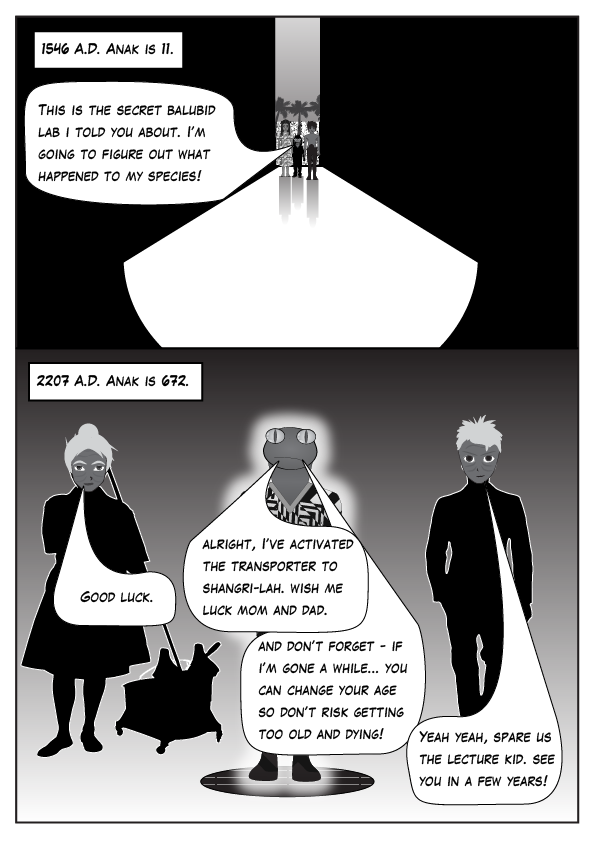 1546 A.D. Anak is 11.
This is the secret balubid
lab I told you about. I'm
going to figure out what
happened to my species!
2207 A.D. Anak is 672.
Good luck.
Alright, I've activated
the transporter to
Shangri-lah. wish me
luck mom and dad.
And don't forget - if
I'm gone a while... you
can change your age
so don't risk getting
too old and dying!
Yeah yeah, spare us
the lecture kid. see
you in a few years!